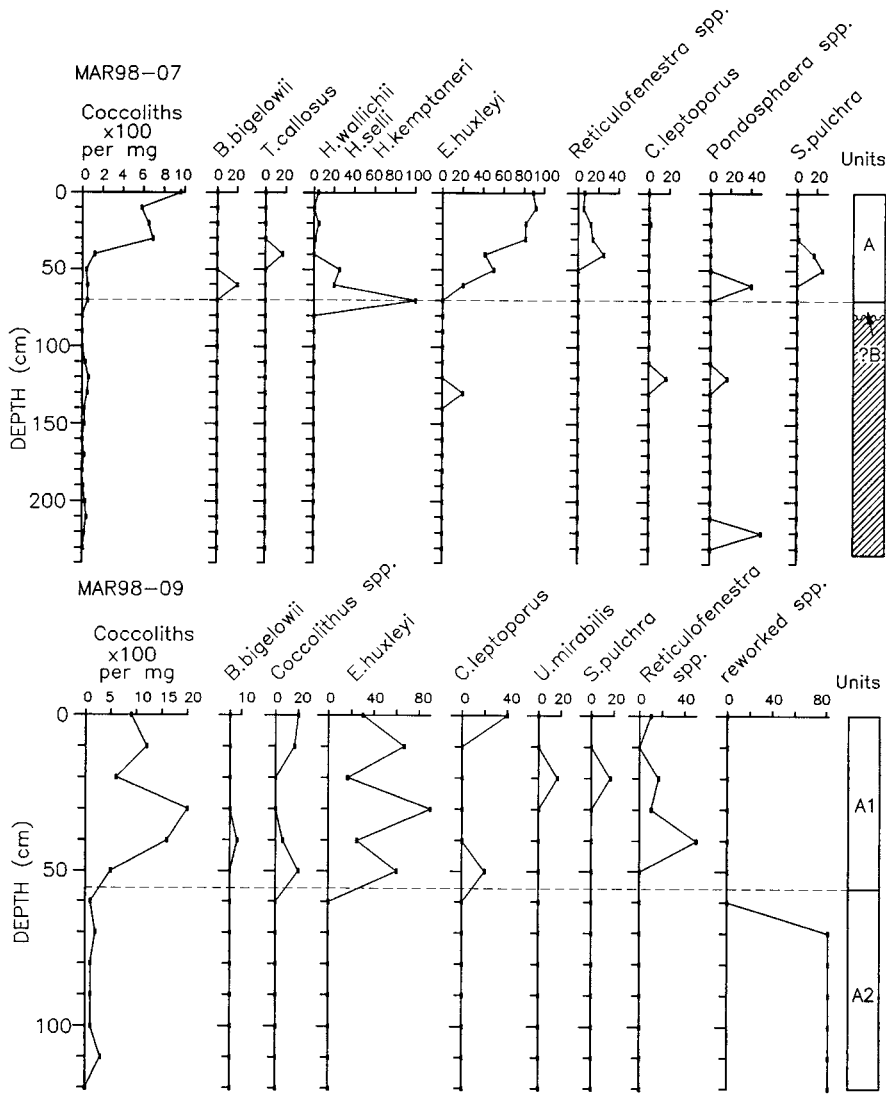 MAR98-07
Coccoliths
x100
per mg
B.bigelowii
T.callosus
H.wallichii
H.selli
H.kemptaneri
E.huxleyi
Reticulofenestra spp.
C.leptoporus
Pondosphaera spp.
S.pulchra
Units
0 2 4 6 8 10
0 20
0 20
0 20 40 60 80 100
0 20 40 60 80 100
0 20 40
0 20
0 20 40
0 20
0
50
100
150
200
DEPTH (cm)
A
?B
MAR98-09
Coccoliths
x100
per mg
B.bigelowii
Coccolithus spp.
E.huxleyi
C.leptoporus
U.mirabilis
S.pulchra
Reticulofenestra
spp.
reworked spp.
Units
0 5 10 15 20
0 10
0 20
0 40 80
0 20 40
0 20
0 20
0 50
0 80
0
50
100
DEPTH (cm)
A1
A2